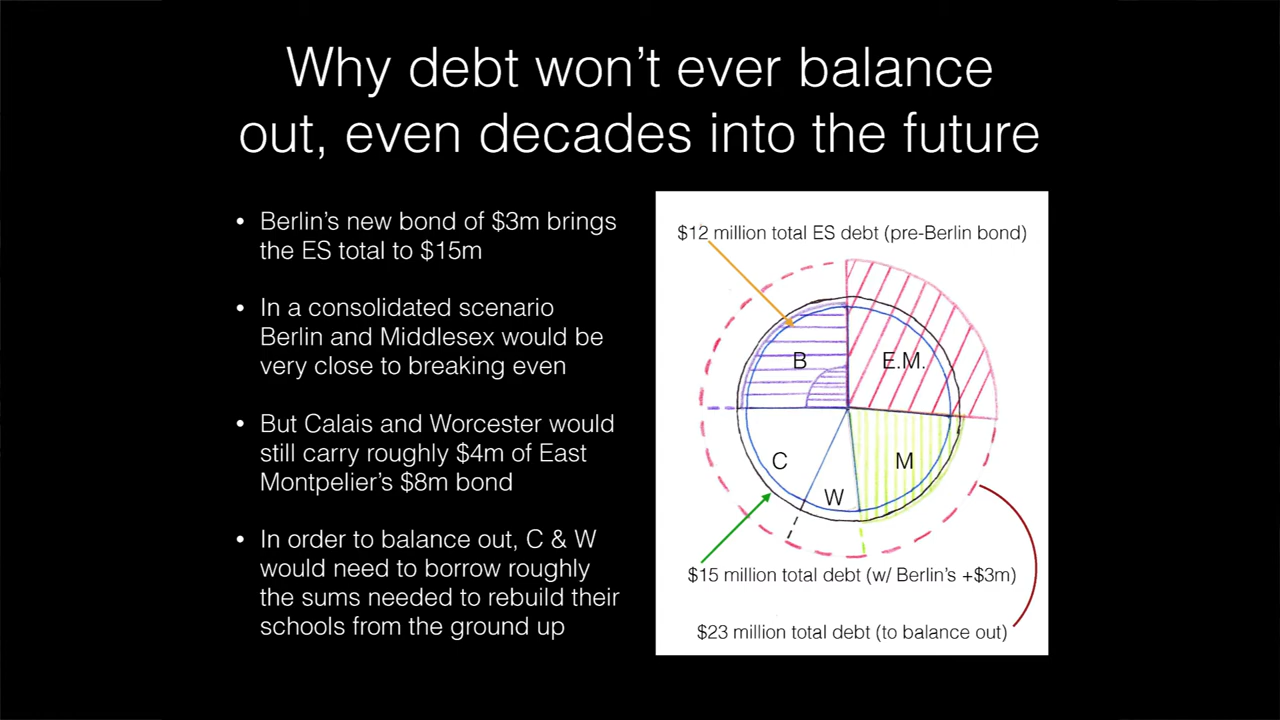 Why debt won’t ever balance
out, even decades into the future
• Berlin’s new bond of $3m brings
the ES total to $15m
• In a consolidated scenario
Berlin and Middlesex would be
very close to breaking even
• But Calais and Worcester would
still carry roughly $4m of East
Montpelier’s $8m bond
• In order to balance out, C & W
would need to borrow roughly
the sums needed to rebuild their
schools from the ground up
$12 million total ES debt (pre-Berlin bond)
B
E.M.
C
M
W
$15 million total debt (w/ Berlin’s +$3m)
$23 million total debt (to balance out)